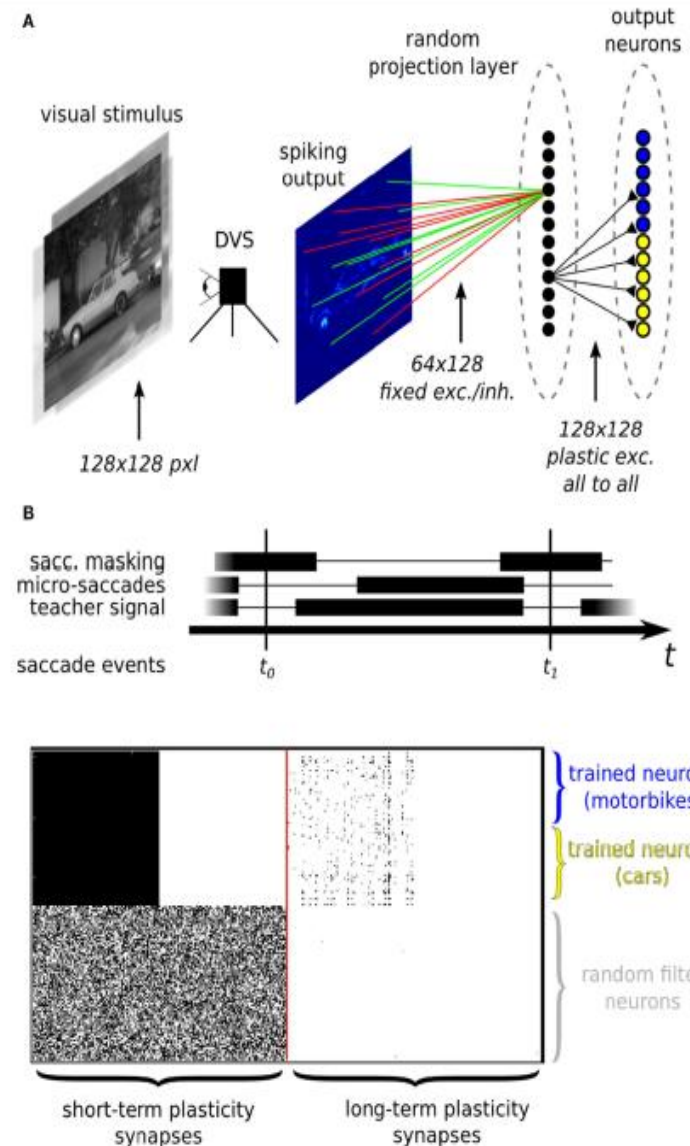 A
output
neurons
random
projection layer
visual stimulus
spiking
output
DVS
64x128
fixed exc./inh.
128x128 pxl
128x128
plastic exc.
all to all
B
sacc. masking
micro-saccades
teacher signal
saccade events
t0
t1
t
trained neuro
(motorbikes
trained neuro
(cars)
random filte
neurons
short-term plasticity
synapses
long-term plasticity
synapses